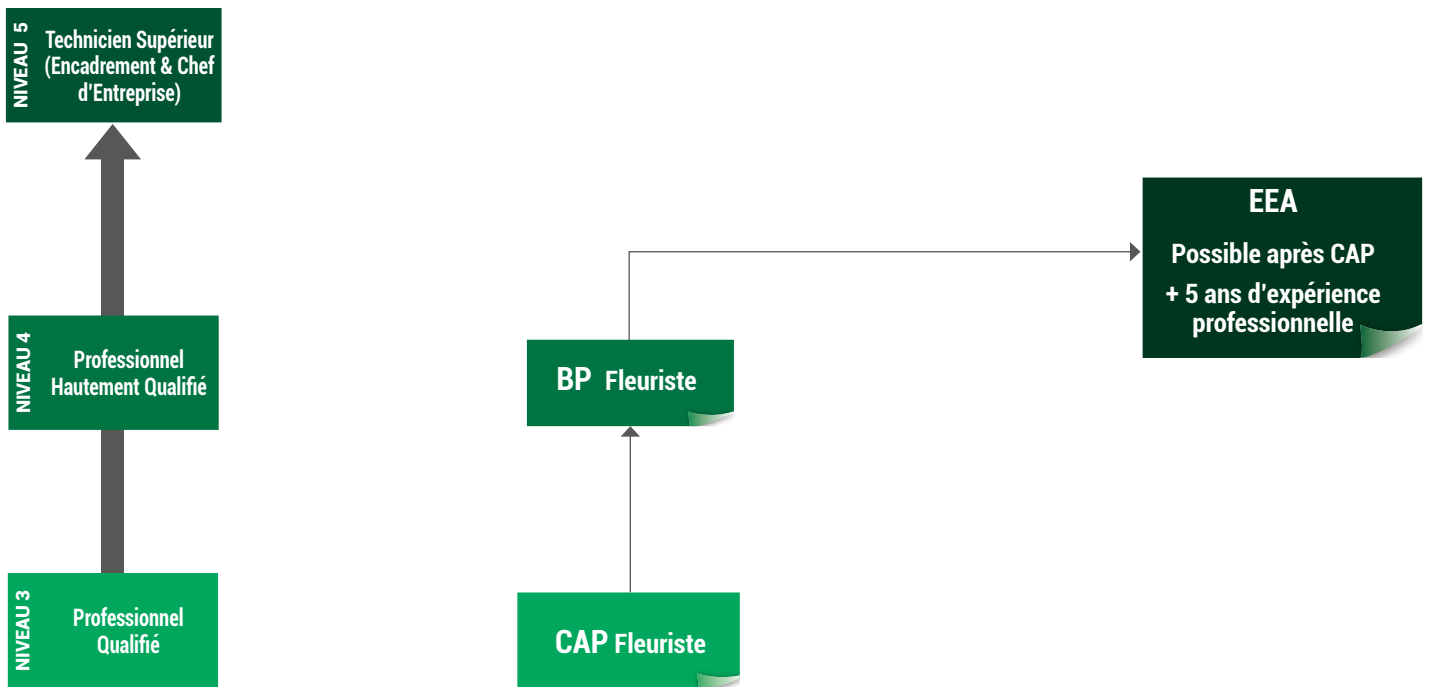 NIVEAU 5
Technicien Supérieur
(Encadrement & Chef
d'Entreprise)
EEA
Possible après CAP
+ 5 ans d'expérience
professionnelle
NIVEAU 4
Professionnel
Hautement Qualifié
BP Fleuriste
NIVEAU 3
Professionnel
Qualifié
CAP Fleuriste